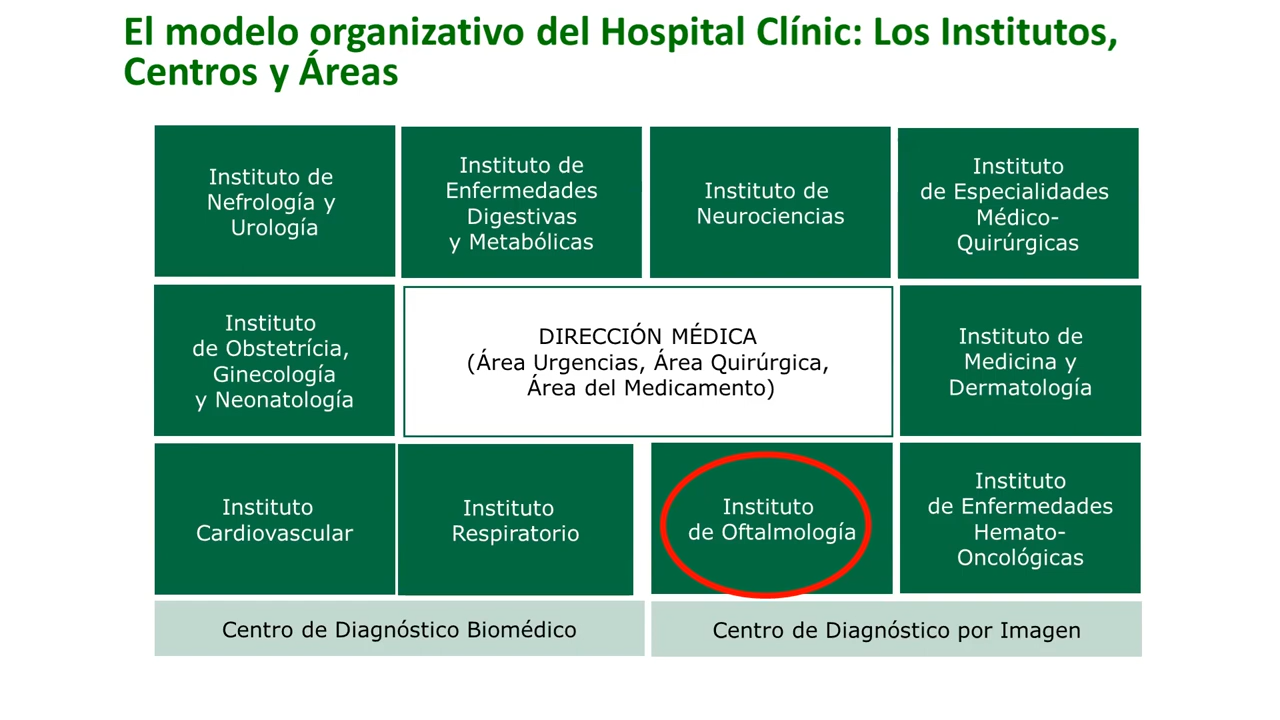 El modelo organizativo del Hospital Clínic: Los Institutos,
Centros y Áreas
Instituto de
Nefrología y
Urología
Instituto de
Enfermedades
Digestivas
y Metabólicas
Instituto de
Neurociencias
Instituto
de Especialidades
Médico-
Quirúrgicas
Instituto
de Obstetrícia,
Ginecología
y Neonatología
DIRECCIÓN MÉDICA
(Área Urgencias, Área Quirúrgica,
Área del Medicamento)
Instituto de
Medicina y
Dermatología
Instituto
Cardiovascular
Instituto
Respiratorio
Instituto
de Oftalmología
Instituto
de Enfermedades
Hemato-
Oncológicas
Centro de Diagnóstico Biomédico
Centro de Diagnóstico por Imagen